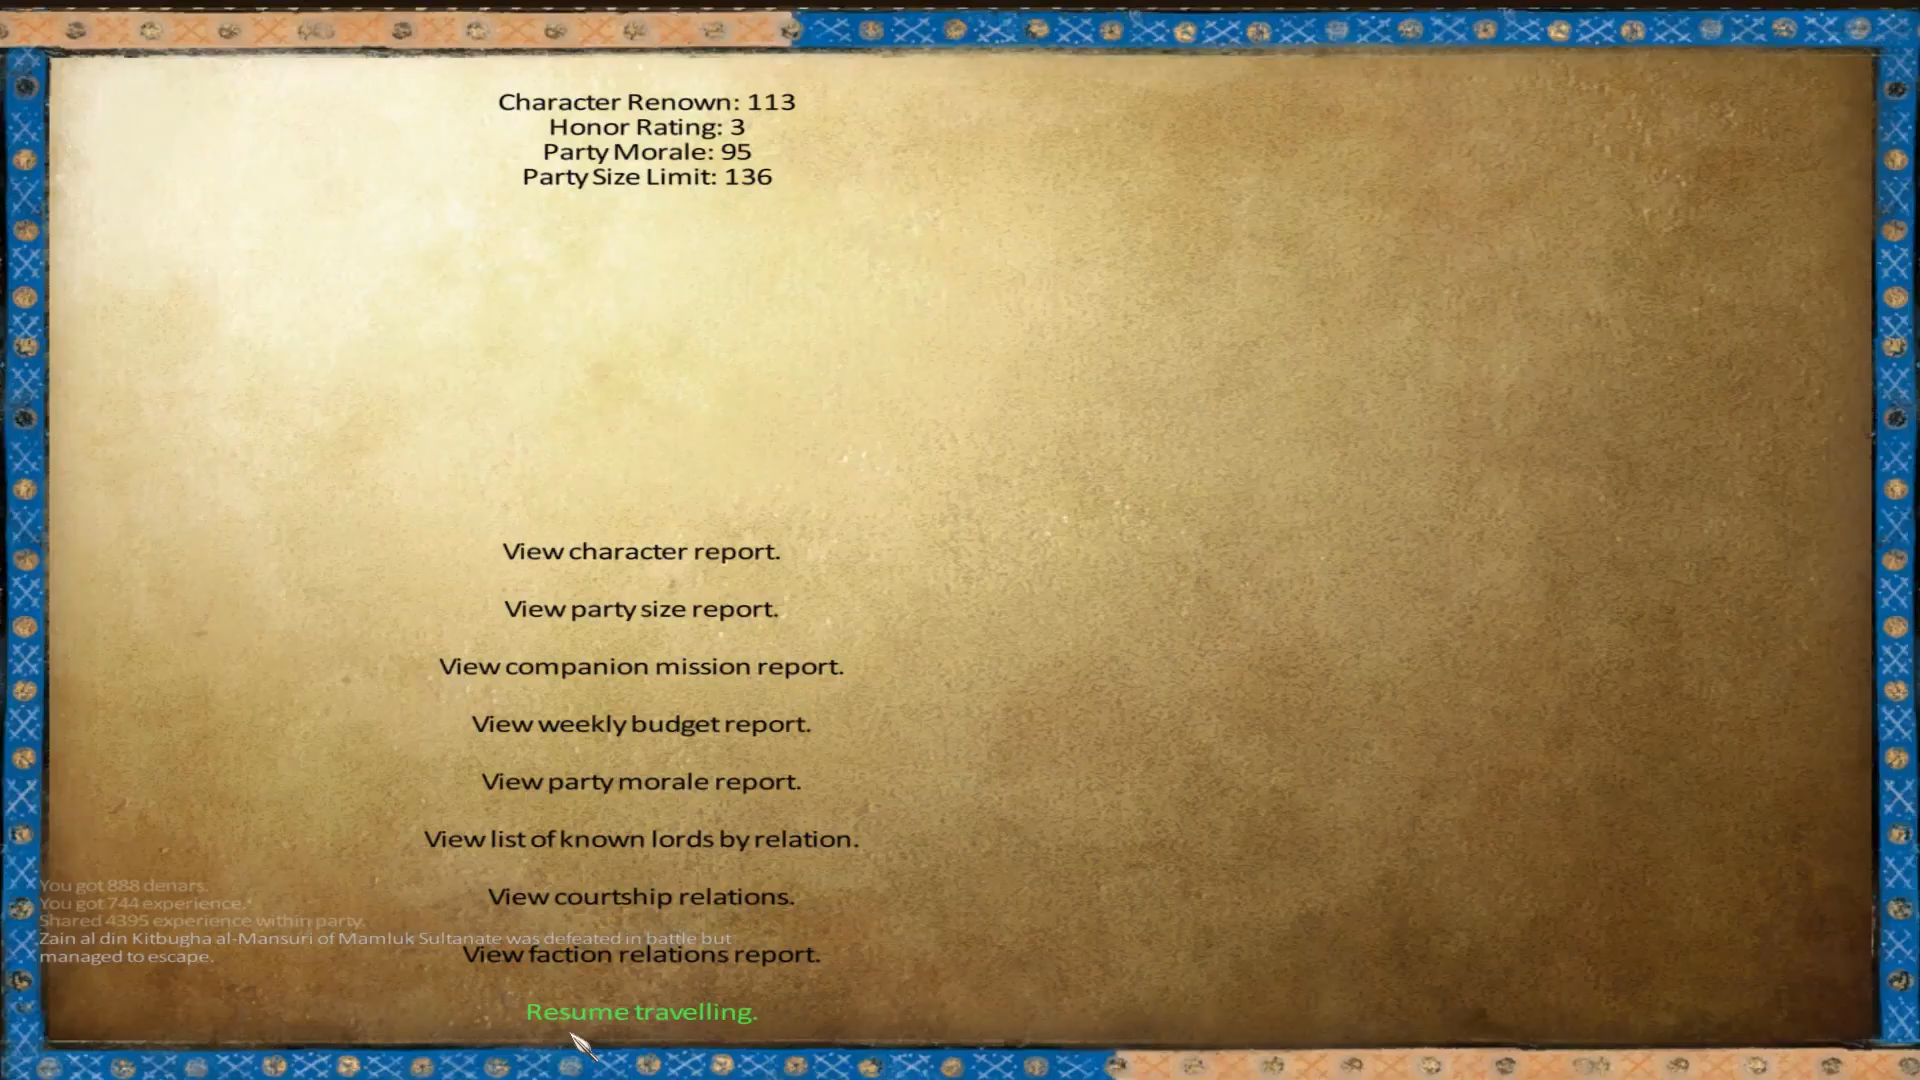 Character Renown: 113
Honor Rating: 3
Party Morale: 95
Party Size Limit: 136
View character report.
View party size report.
View companion mission report.
View weekly budget report.
View party morale report.
View list of known lords by relation.
You got 888 denars.
You got 744 experience.
View courtship relations.
Shared 4395 experience within party.
Zain al din Kitbugha al-Mansuri of Mamluk Sultanate was defeated in battle but
managed to escape.
View faction relations report.
Resume travelling.